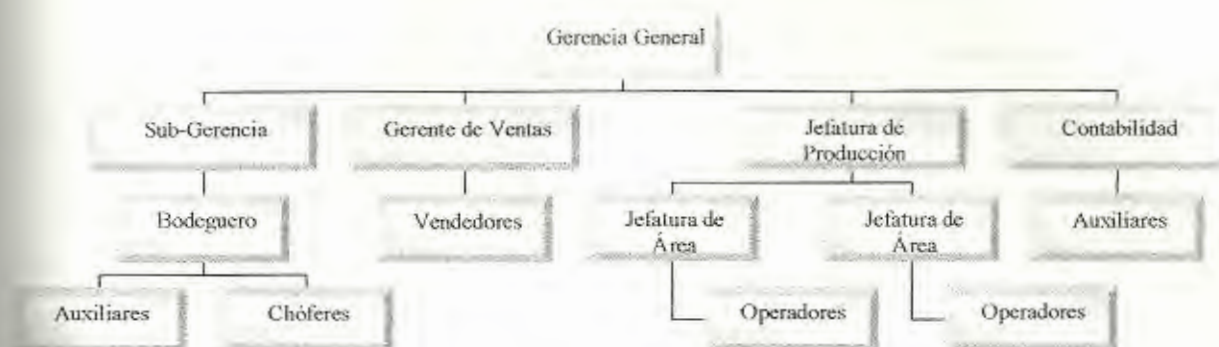 Gerencia General
Sub-Gerencia
Gerente de Ventas
Jefatura de
Producción
Contabilidad
Bodeguero
Vendedores
Jefatura de
Área
Jefatura de
Área
Auxiliares
Auxiliares
Chóferes
Operadores
Operadores